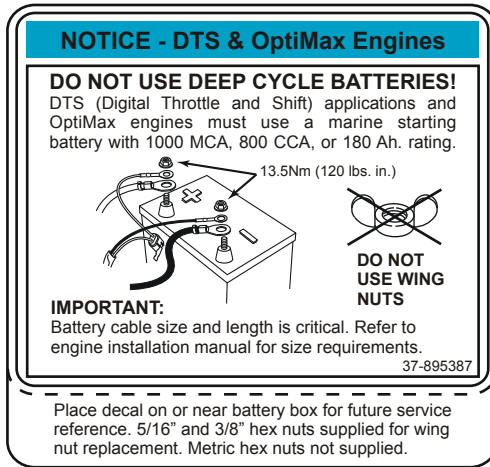 NOTICE - DTS & OptiMax Engines
DO NOT USE DEEP CYCLE BATTERIES!
DTS (Digital Throttle and Shift) applications and
OptiMax engines must use a marine starting
battery with 1000 MCA, 800 CCA, or 180 Ah. rating.
13.5Nm (120 lbs. in.)
DO NOT
USE WING
NUTS
IMPORTANT:
Battery cable size and length is critical. Refer to
engine installation manual for size requirements.
37-895387
Place decal on or near battery box for future service
reference. 5/16” and 3/8” hex nuts supplied for wing
nut replacement. Metric hex nuts not supplied.